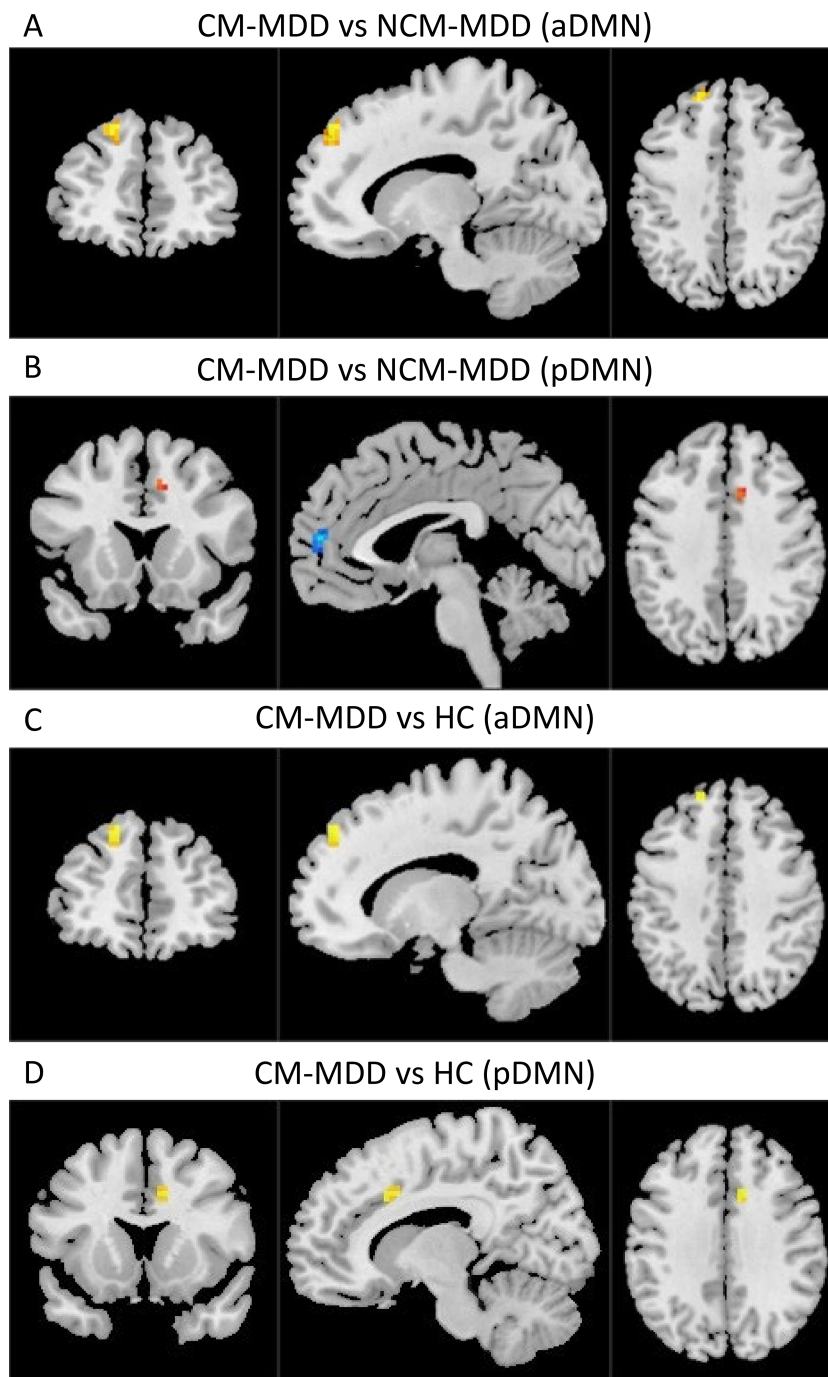 A
CM-MDD vs NCM-MDD (aDMN)
B
CM-MDD vs NCM-MDD (pDMN)
C
CM-MDD vs HC (aDMN)
D
CM-MDD vs HC (pDMN)